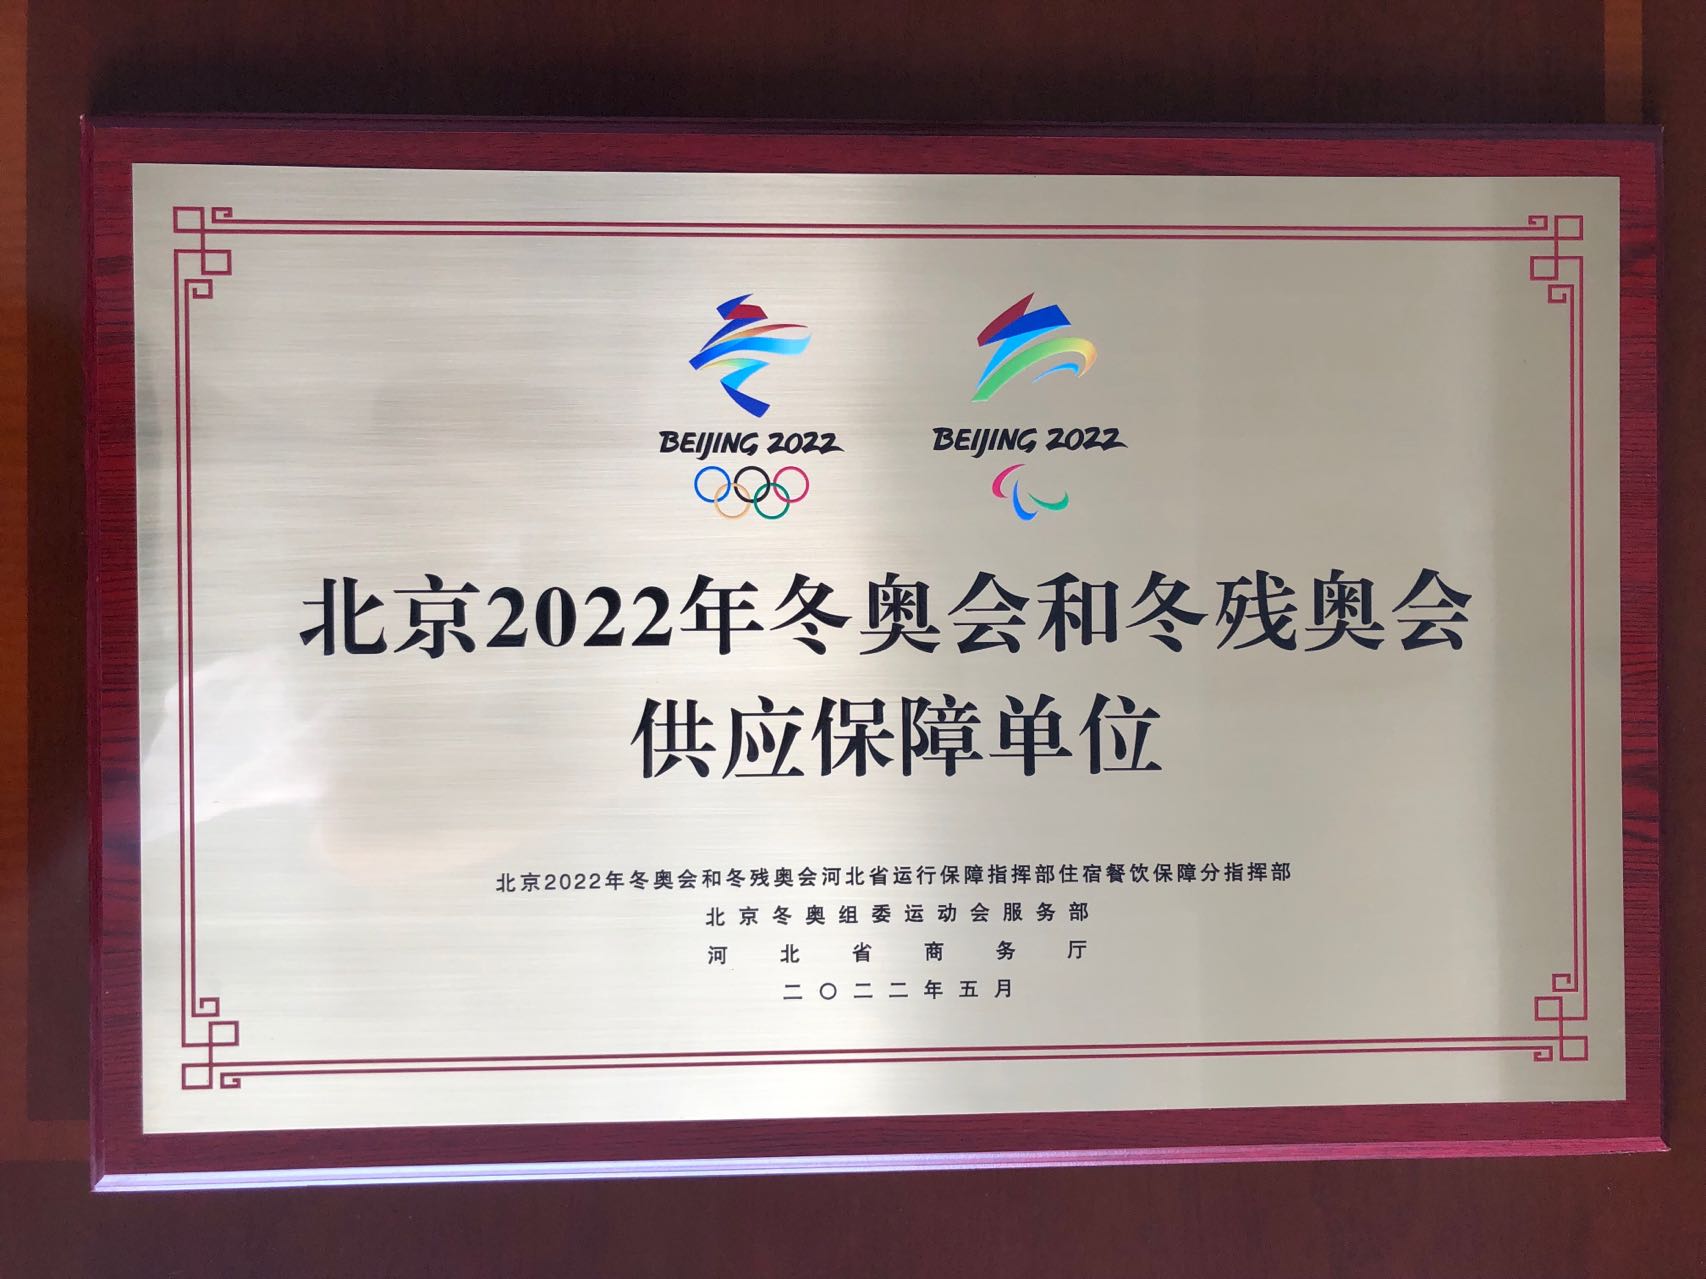 BEIJING 2022 BEIJING 2022
北京2022年冬奥会和冬残奥会
供应保障单位
北京2022年冬奥会和冬残奥会河北省运行保障指挥部住宿餐饮保障分指挥部
北京冬奥组委运动会服务部
河北省商务厅
二〇二二年五月